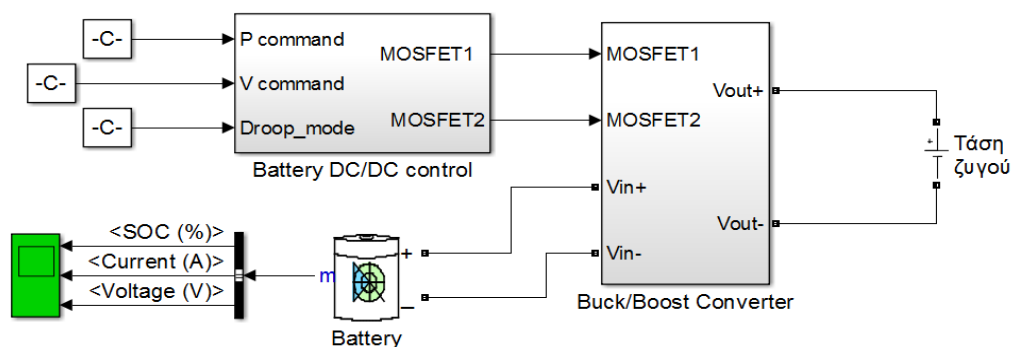 -C-
-C-
-C-
P command
V command
Droop_mode
MOSFET1
MOSFET2
Battery DC/DC control
MOSFET1
MOSFET2
Vin+
Vin-
Vout+
Vout-
Buck/Boost Converter
+
Τάση
ζυγού
<SOC (%)>
<Current (A)>
<Voltage (V)>
m
+
_
Battery